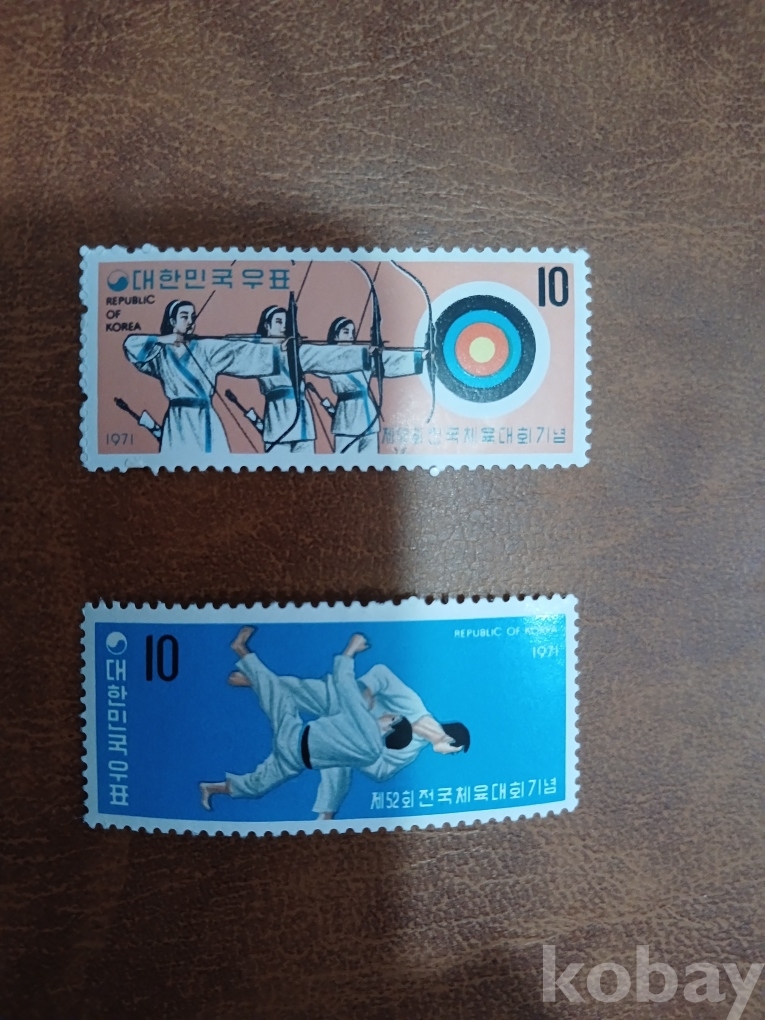 대한민국우표
REPUBLIC
OF
KOREA
10
1971
제52회 전국체육대회기념
대한민국우표
10
REPUBLIC OF KOREA
1971
제52회전국체육대회기념
kobay